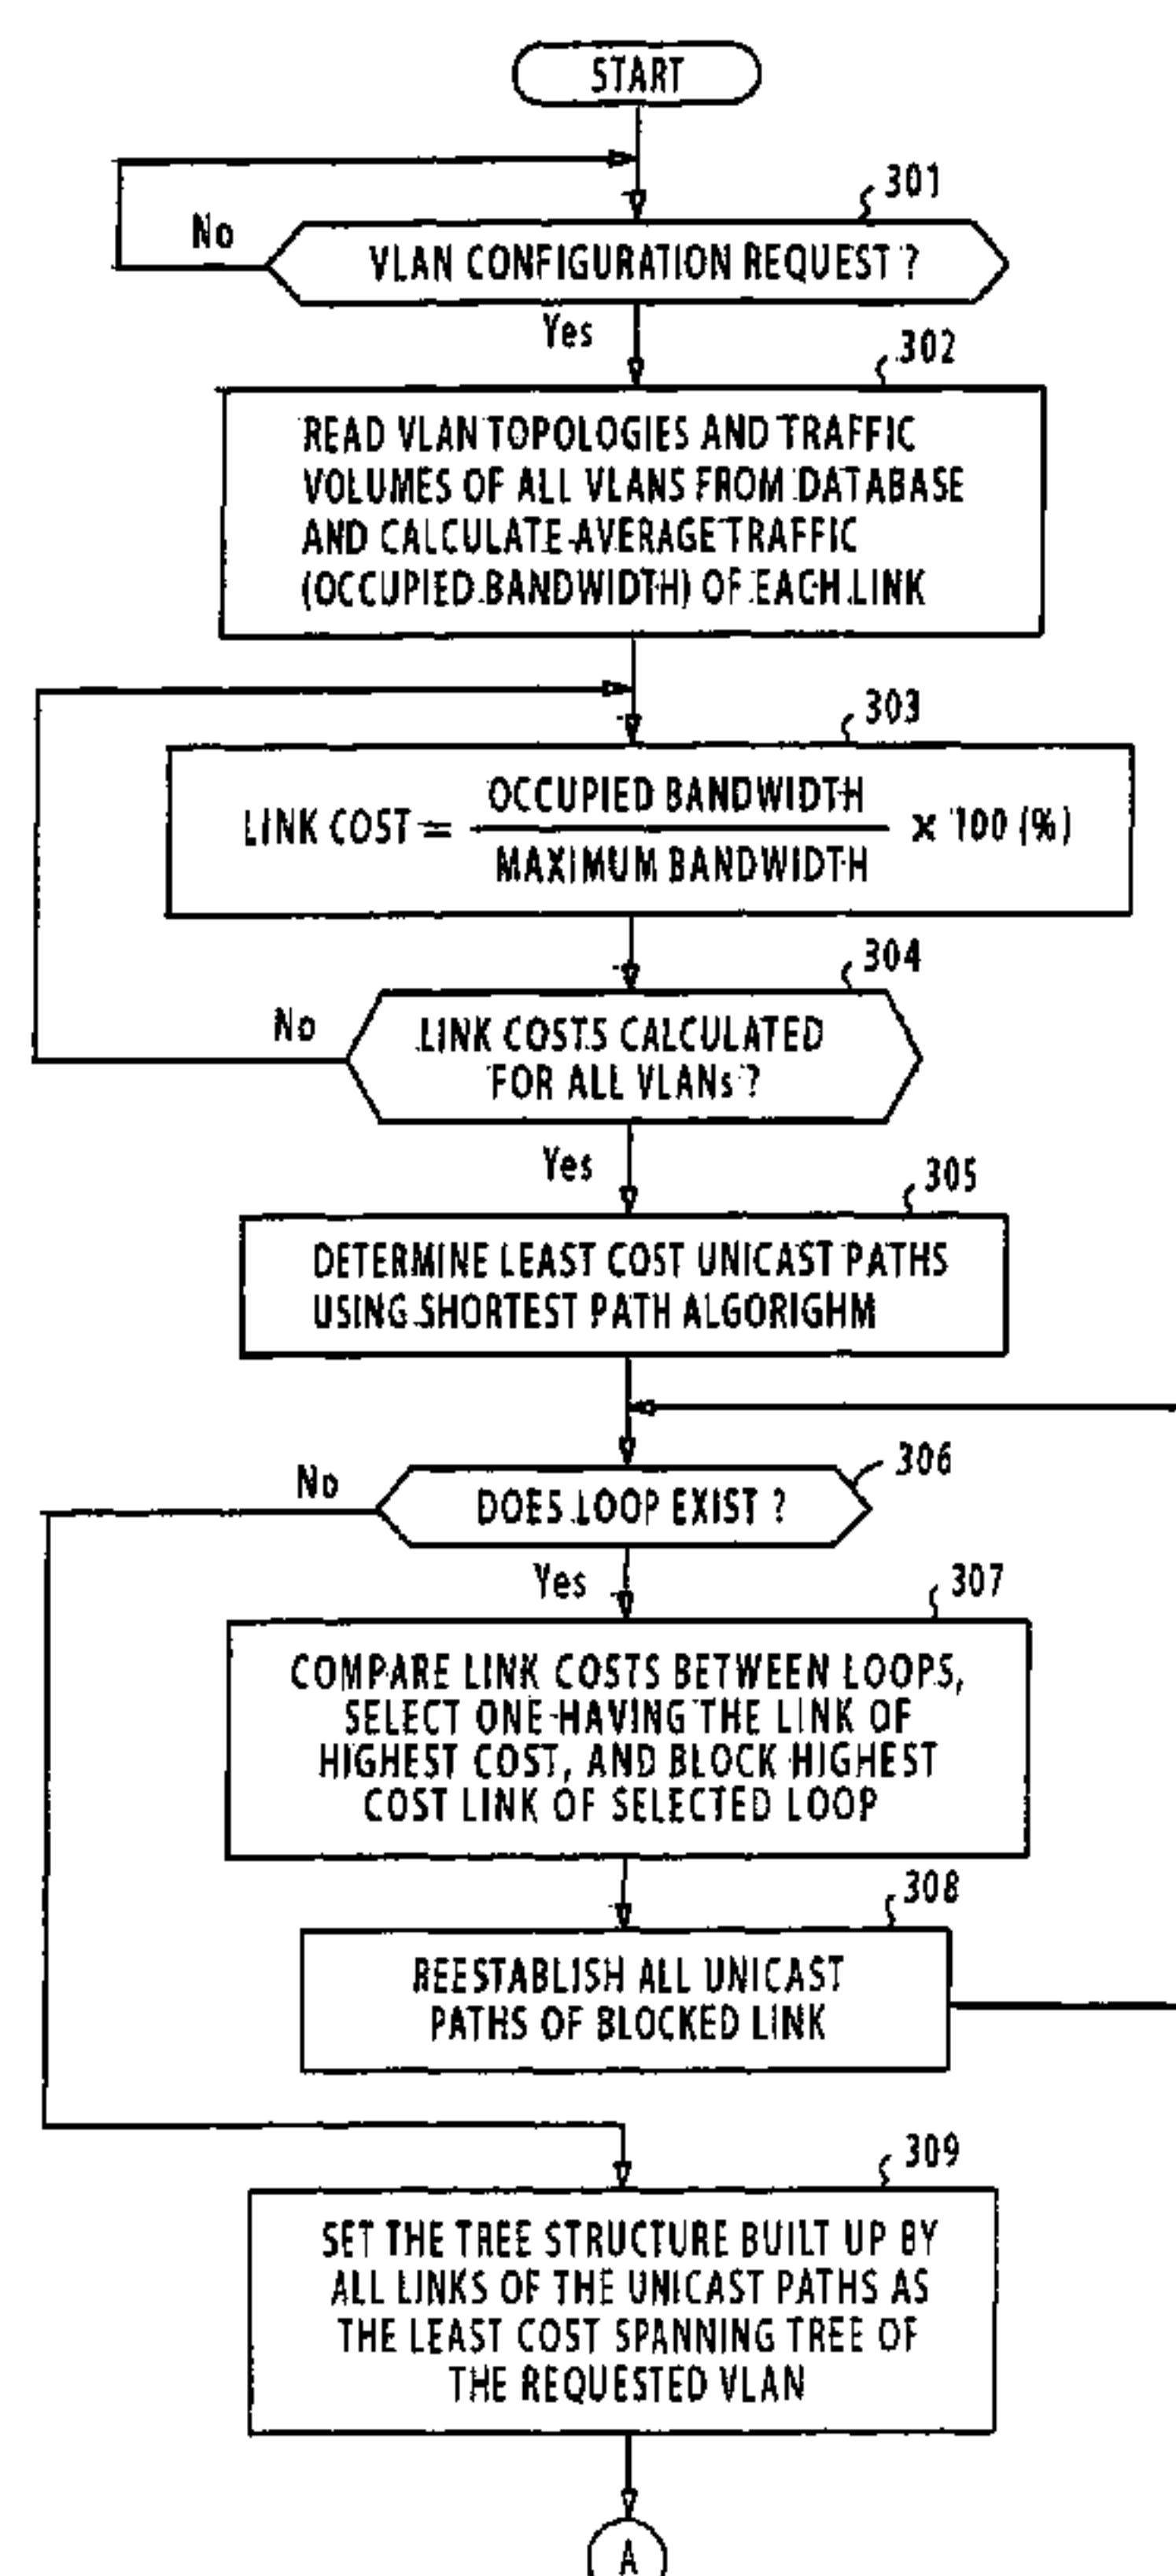 START
301
No
VLAN CONFIGURATION REQUEST ?
Yes
302
READ VLAN TOPOLOGIES AND TRAFFIC
VOLUMES OF ALL VLANS FROM DATABASE
AND CALCULATE AVERAGE TRAFFIC
(OCCUPIED BANDWIDTH) OF EACH LINK
303
LINK COST = OCCUPIED BANDWIDTH / MAXIMUM BANDWIDTH x 100 (%)
304
No
LINK COSTS CALCULATED
FOR ALL VLANs ?
Yes
305
DETERMINE LEAST COST UNICAST PATHS
USING SHORTEST PATH ALGORIGHM
306
No
DOES LOOP EXIST ?
Yes
307
COMPARE LINK COSTS BETWEEN LOOPS,
SELECT ONE HAVING THE LINK OF
HIGHEST COST, AND BLOCK HIGHEST
COST LINK OF SELECTED LOOP
308
REESTABLISH ALL UNICAST
PATHS OF BLOCKED LINK
309
SET THE TREE STRUCTURE BUILT UP BY
ALL LINKS OF THE UNICAST PATHS AS
THE LEAST COST SPANNING TREE OF
THE REQUESTED VLAN
A